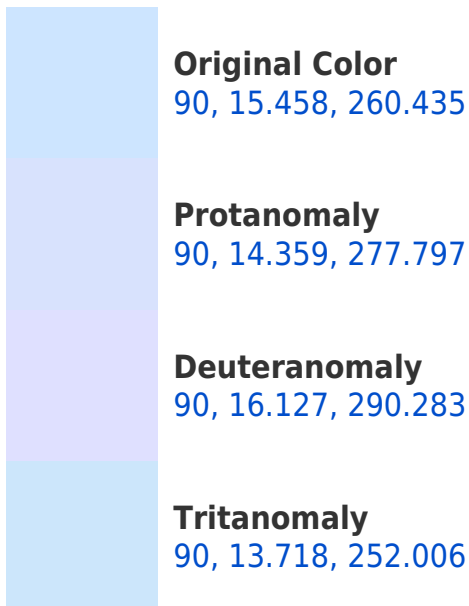 Original Color
90, 15.458, 260.435
Protanomaly
90, 14.359, 277.797
Deuteranomaly
90, 16.127, 290.283
Tritanomaly
90, 13.718, 252.006